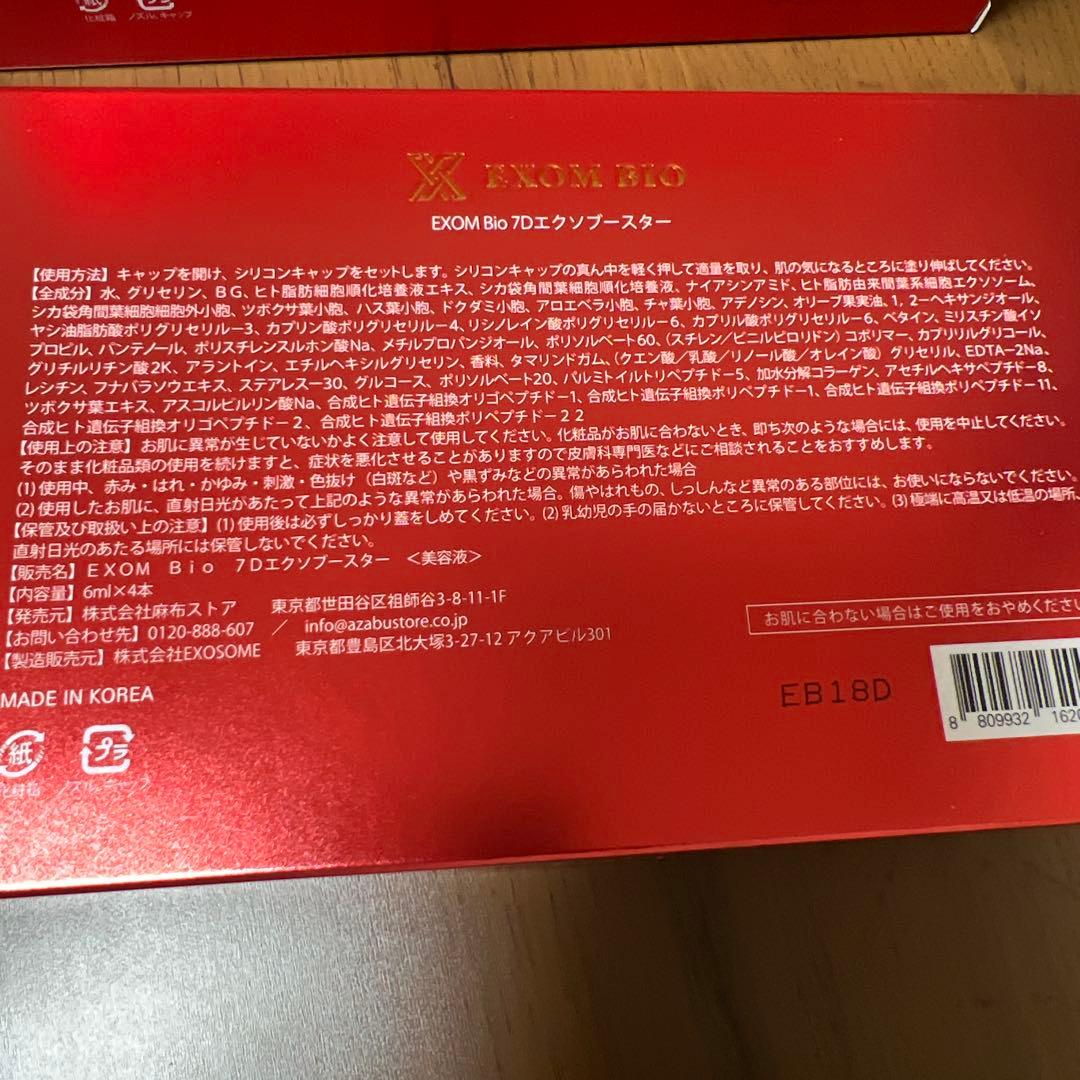 化粧箱 ノズル、キャップ
EXOM BIO
EXOM Bio 7Dエクソブースター
【使用方法】キャップを開け、シリコンキャップをセットします。シリコンキャップの真ん中を軽く押して適量を取り、肌の気になるところに塗り伸ばしてください。
【全成分】水、グリセリン、BG、ヒト脂肪細胞順化培養液エキス、シカ袋角間葉細胞順化培養液、ナイアシンアミド、ヒト脂肪由来間葉系細胞エクソソーム、
シカ袋角間葉細胞細胞外小胞、ツボクサ葉小胞、ハス葉小胞、ドクダミ小胞、アロエベラ小胞、チャ葉小胞、アデノシン、オリーブ果実油、1,2-ヘキサンジオール、
ヤシ油脂肪酸ポリグリセリル-3、カプリン酸ポリグリセリル-4、リシノレイン酸ポリグリセリル-6、カプリル酸ポリグリセリル-6、ベタイン、ミリスチン酸イソ
プロピル、パンテノール、ポリスチレンスルホン酸Na、メチルプロパンジオール、ポリソルベート60、(スチレン/ビニルピロリドン)コポリマー、カプリリルグリコール、
グリチルリチン酸2K、アラントイン、エチルヘキシルグリセリン、香料、タマリンドガム、(クエン酸/乳酸/リノール酸/オレイン酸)グリセリル、EDTA-2Na、
レシチン、フナバラソウエキス、ステアレス-30、グルコース、ポリソルベート20、パルミトイルトリペプチド-5、加水分解コラーゲン、アセチルヘキサペプチド-8、
ツボクサ葉エキス、アスコルビルリン酸Na、合成ヒト遺伝子組換オリゴペプチド-1、合成ヒト遺伝子組換ポリペプチド-1、合成ヒト遺伝子組換ポリペプチド-11、
合成ヒト遺伝子組換オリゴペプチド-2、合成ヒト遺伝子組換ポリペプチド-22
【使用上の注意】お肌に異常が生じていないかよく注意して使用してください。化粧品がお肌に合わないとき、即ち次のような場合には、使用を中止してください。
そのまま化粧品類の使用を続けますと、症状を悪化させることがありますので皮膚科専門医などにご相談されることをおすすめします。
(1)使用中、赤み・はれ・かゆみ・刺激・色抜け(白斑など)や黒ずみなどの異常があらわれた場合
(2)使用したお肌に、直射日光があたって上記のような異常があらわれた場合。傷やはれもの、しっしんなど異常のある部位には、お使いにならないでください。
【保管及び取扱い上の注意】(1)使用後は必ずしっかり蓋をしめてください。(2)乳幼児の手の届かないところに保管してください。(3)極端に高温又は低温の場所、
直射日光のあたる場所には保管しないでください。
【販売名】EXOM Bio 7Dエクソブースター <美容液>
【内容量】6ml×4本
【発売元】株式会社麻布ストア 東京都世田谷区祖師谷3-8-11-1F
【お問い合わせ先】0120-888-607 / info@azabustore.co.jp
【製造販売元】株式会社EXOSOME 東京都豊島区北大塚3-27-12 アクアビル301
お肌に合わない場合はご使用をおやめください
MADE IN KOREA
EB18D
8 809932 1626
紙 プラ
化粧箱 ノズル、キャップ